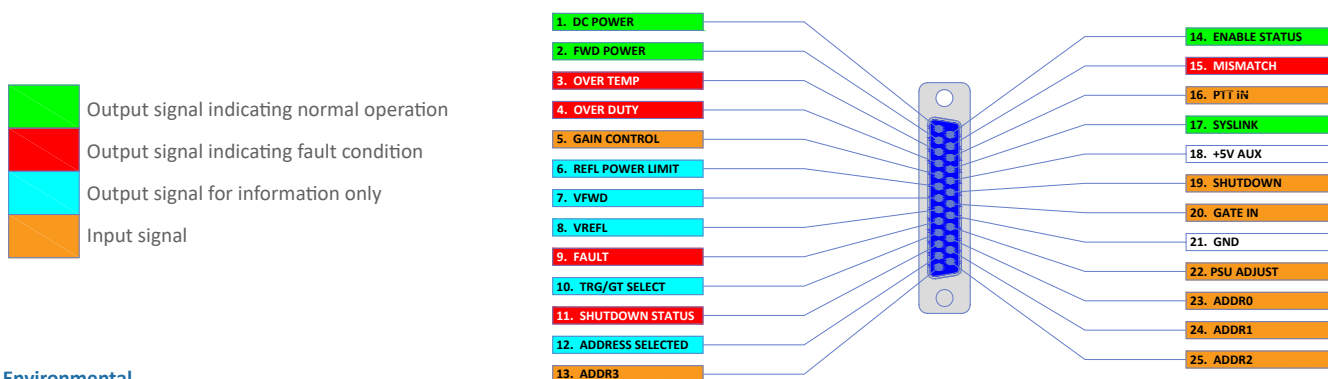 Output signal indicating normal operation
Output signal indicating fault condition
Output signal for information only
Input signal
1. DC POWER
2. FWD POWER
3. OVER TEMP
4. OVER DUTY
5. GAIN CONTROL
6. REFL POWER LIMIT
7. VFWD
8. VREFL
9. FAULT
10. TRG/GT SELECT
11. SHUTDOWN STATUS
12. ADDRESS SELECTED
13. ADDR3
14. ENABLE STATUS
15. MISMATCH
16. PTT IN
17. SYSLINK
18. +5V AUX
19. SHUTDOWN
20. GATE IN
21. GND
22. PSU ADJUST
23. ADDR0
24. ADDR1
25. ADDR2
Environmental